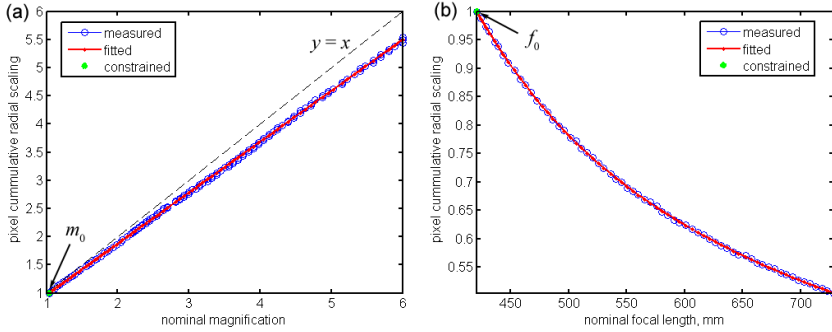 (a)
6
5.5
5
4.5
4
3.5
3
2.5
2
1.5
1
measured
fitted
constrained
y = x
m0
1 2 3 4 5 6
nominal magnification
pixel cummulative radial scaling
(b)
1
0.95
0.9
0.85
0.8
0.75
0.7
0.65
0.6
0.55
f0
measured
fitted
constrained
450 500 550 600 650 700
nominal focal length, mm
pixel cummulative radial scaling